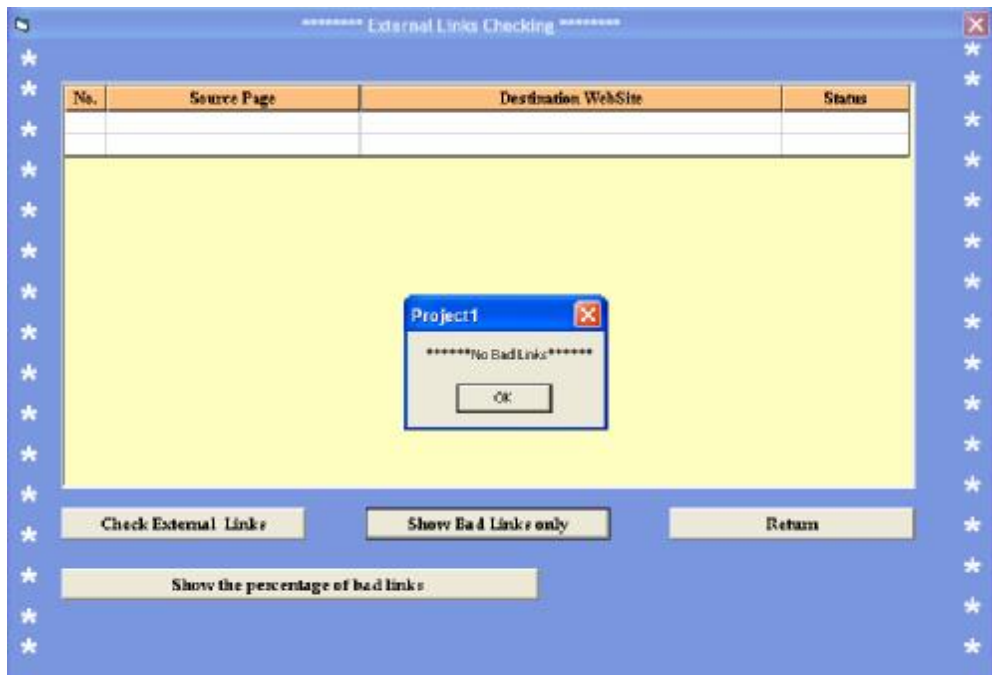 ******** External Links Checking ********
No. Source Page Destination WebSite Status
Project1
******No Bad Links******
OK
Check External Links Show Bad Links only Return
Show the percentage of bad links